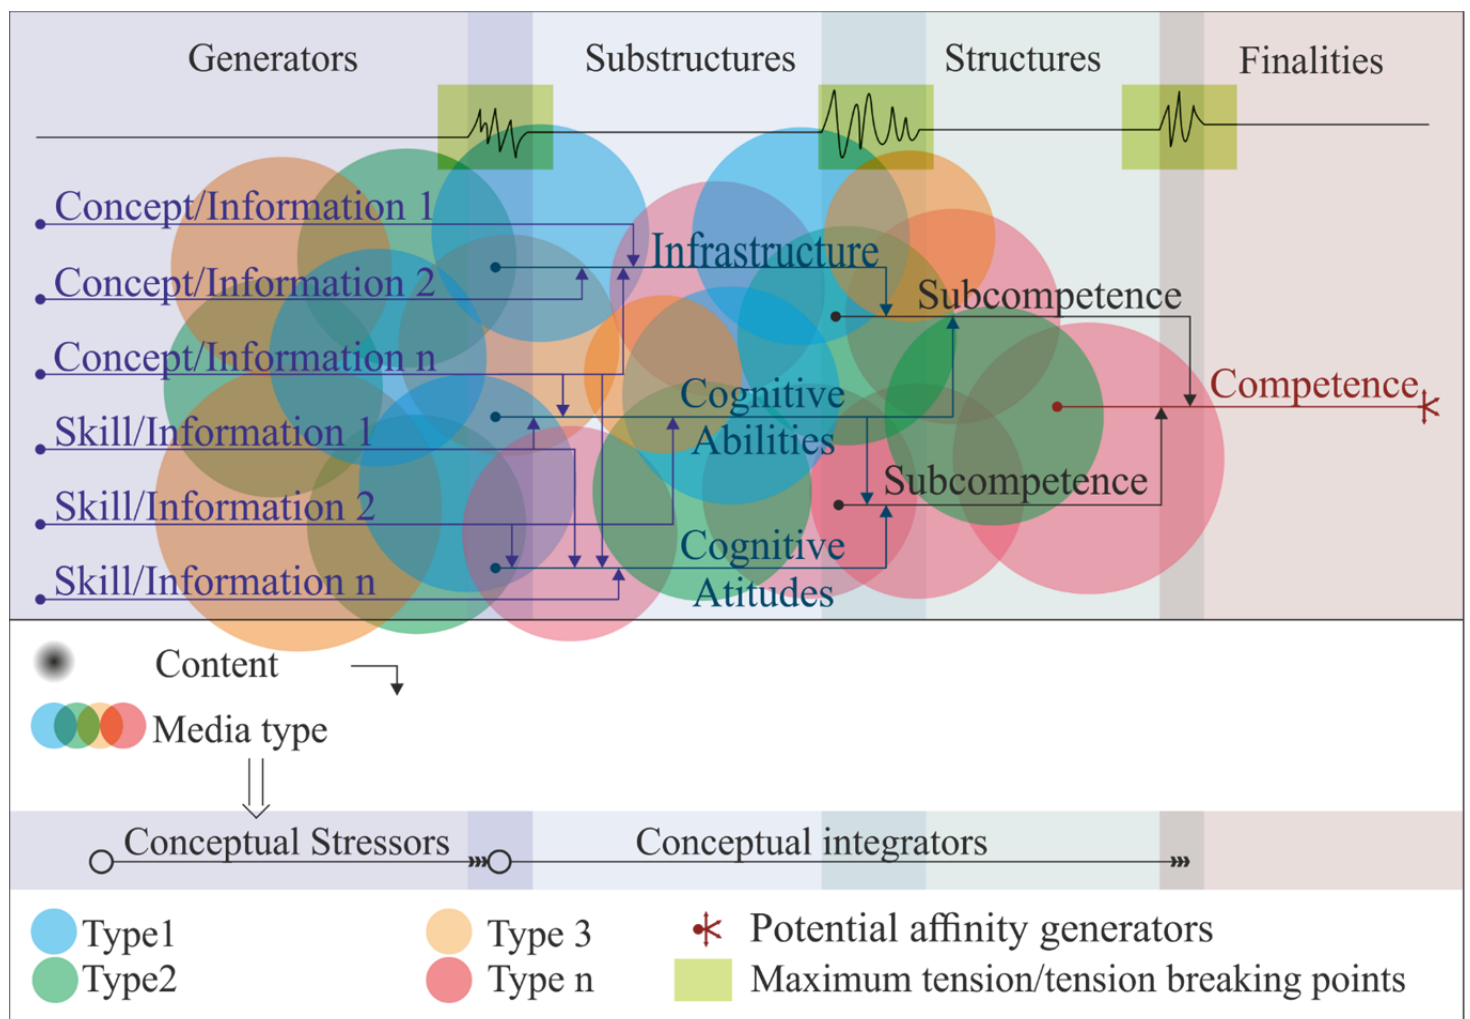 Generators Substructures Structures Finalities
Concept/Information 1
Infrastructure
Concept/Information 2
Subcompetence
Concept/Information n
Competence
Cognitive
Abilities
Skill/Information 1
Subcompetence
Skill/Information 2
Cognitive
Atitudes
Skill/Information n
Content
Media type
Conceptual Stressors Conceptual integrators
Type1 Type 3 Potential affinity generators
Type2 Type n Maximum tension/tension breaking points